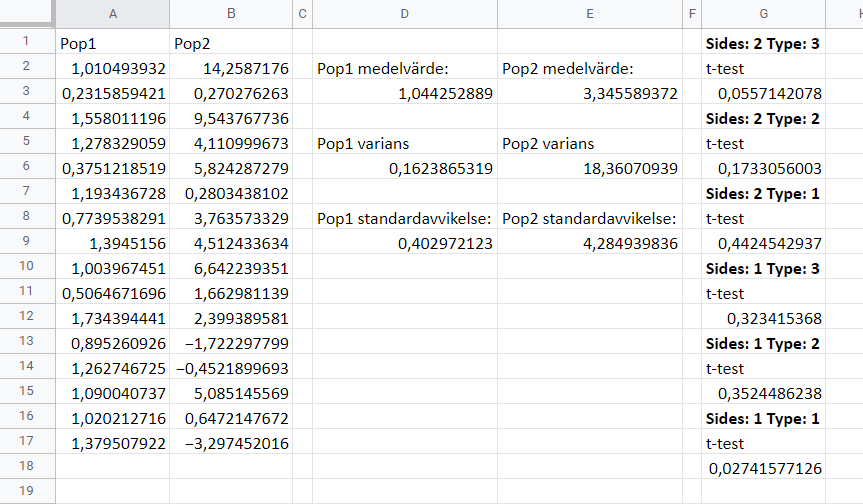 A B C D E F G
1 Pop1 Pop2 Sides: 2 Type: 3
2 1,010493932 14,2587176 Pop1 medelvärde: Pop2 medelvärde: t-test
3 0,2315859421 0,270276263 1,044252889 3,345589372 0,0557142078
4 1,558011196 9,543767736 Sides: 2 Type: 2
5 1,278329059 4,110999673 Pop1 varians Pop2 varians t-test
6 0,3751218519 5,824287279 0,1623865319 18,36070939 0,1733056003
7 1,193436728 0,2803438102 Sides: 2 Type: 1
8 0,7739538291 3,763573329 Pop1 standardavvikelse: Pop2 standardavvikelse: t-test
9 1,3945156 4,512433634 0,402972123 4,284939836 0,4424542937
10 1,003967451 6,642239351 Sides: 1 Type: 3
11 0,5064671696 1,662981139 t-test
12 1,734394441 2,399389581 0,323415368
13 0,895260926 −1,722297799 Sides: 1 Type: 2
14 1,262746725 −0,4521899693 t-test
15 1,090040737 5,085145569 0,3524486238
16 1,020212716 0,6472147672 Sides: 1 Type: 1
17 1,379507922 −3,297452016 t-test
18 0,02741577126
19